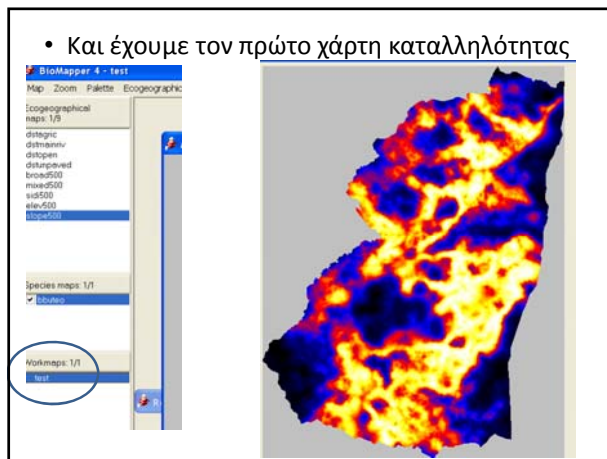 • Και έχουμε τον πρώτο χάρτη καταλληλότητας
BioMapper 4 - test
Map Zoom Palette Ecogeographic
Ecogeographical
maps: 1/9
dstagric
dstmainriv
dstopen
dstunpaved
broad500
mixed500
sidi500
elev500
slope500
Species maps: 1/1
bbuteo
Workmaps: 1/1
test